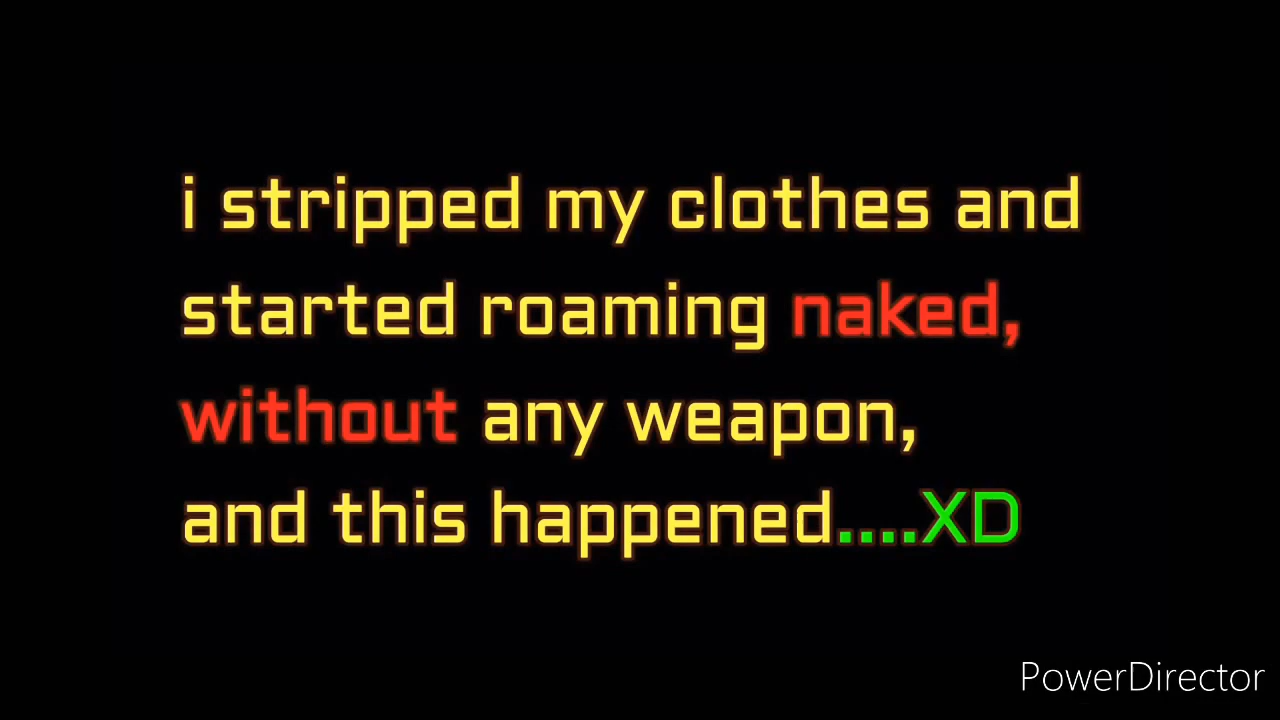 i stripped my clothes and
started roaming naked,
without any weapon,
and this happened....XD
PowerDirector